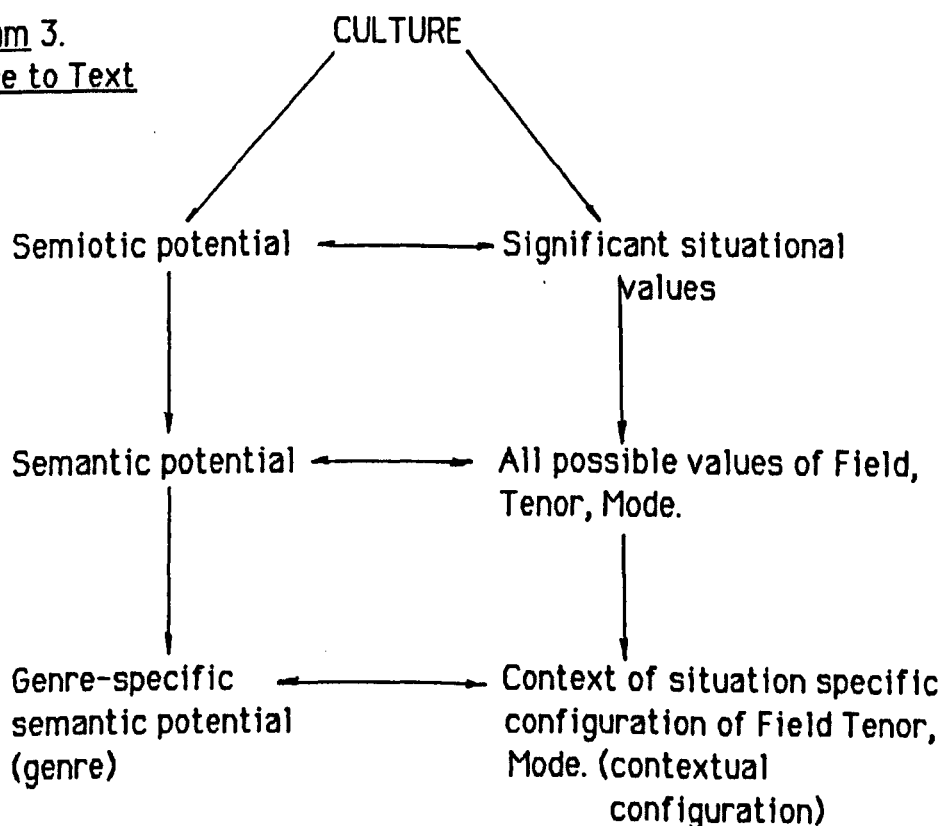 3.
CULTURE
to Text
Semiotic potential
Significant situational
values
Semantic potential
All possible values of Field,
Tenor, Mode.
Genre-specific
semantic potential
(genre)
Context of situation specific
configuration of Field Tenor,
Mode. (contextual
configuration)